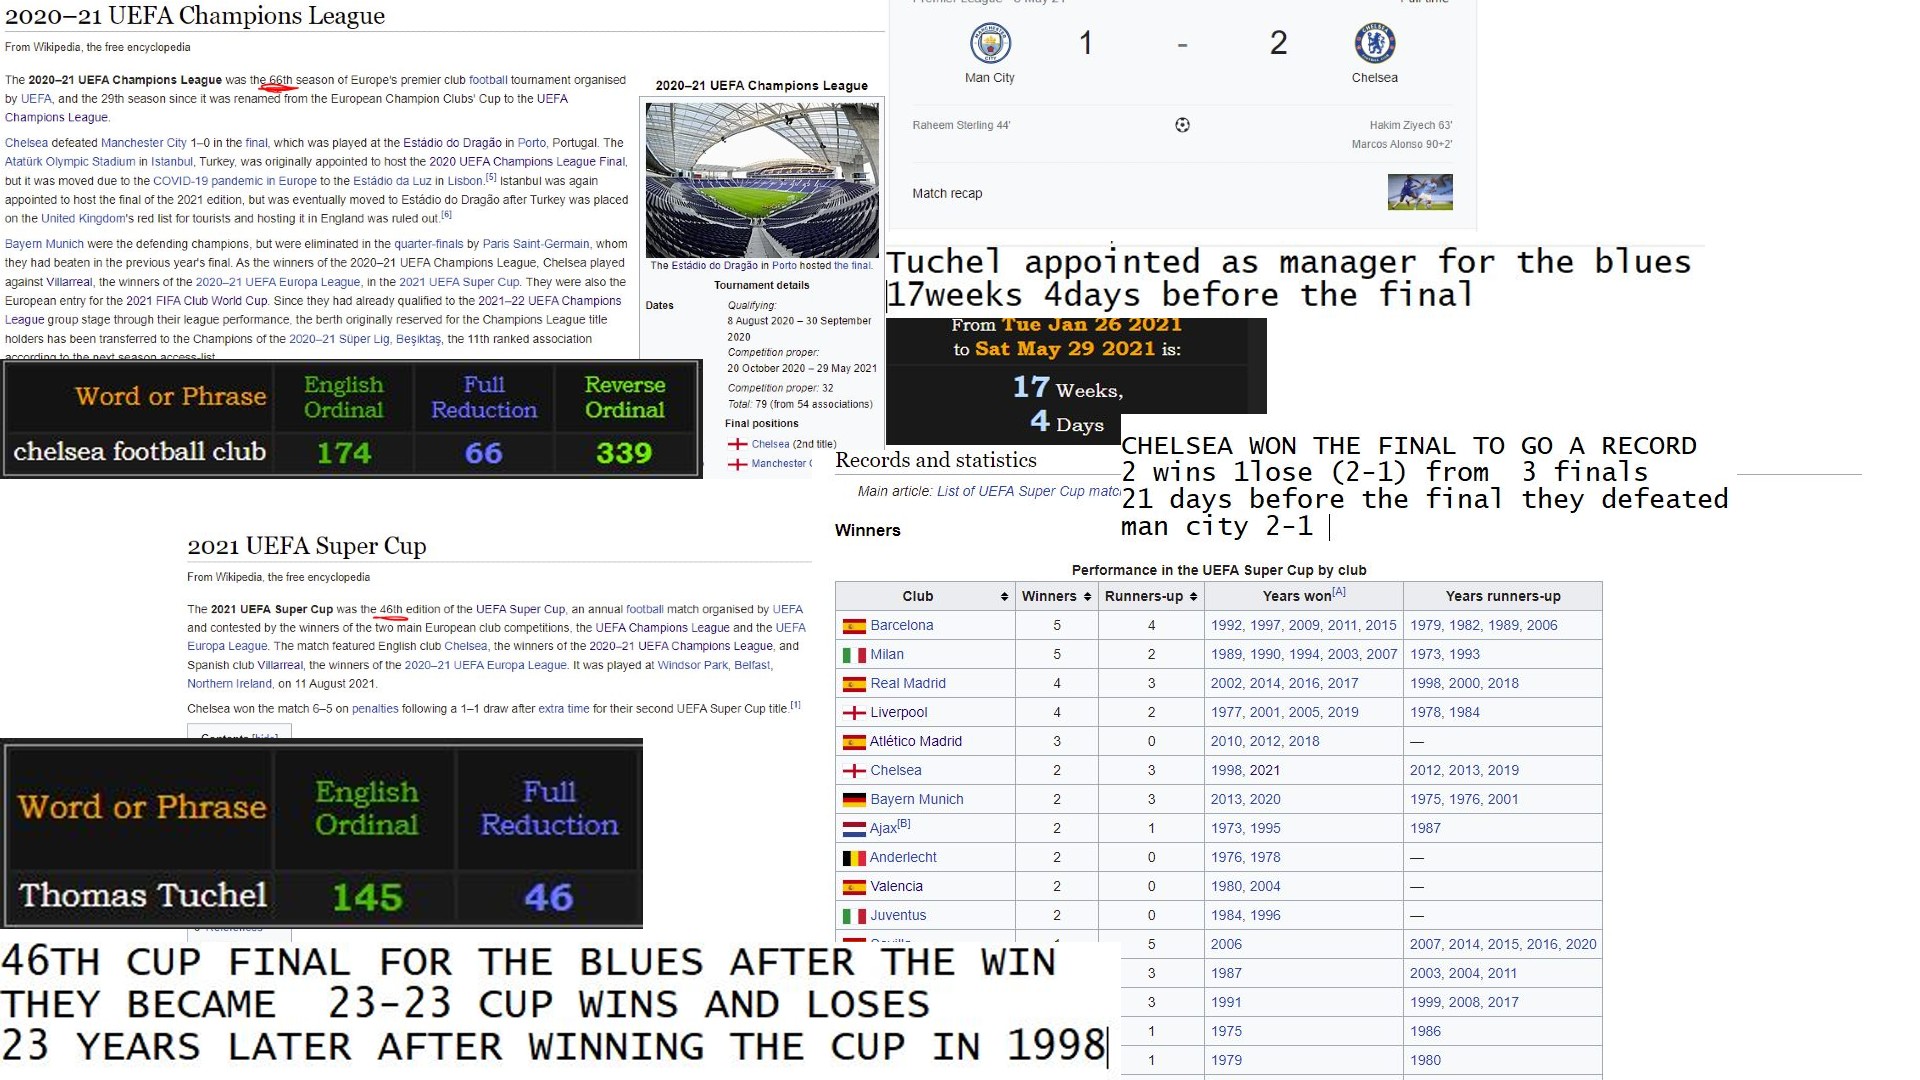 2020–21 UEFA Champions League
From Wikipedia, the free encyclopedia
The 2020–21 UEFA Champions League was the 66th season of Europe's premier club football tournament organised
by UEFA, and the 29th season since it was renamed from the European Champion Clubs' Cup to the UEFA
Champions League.
Chelsea defeated Manchester City 1–0 in the final, which was played at the Estádio do Dragão in Porto, Portugal. The
Atatürk Olympic Stadium in Istanbul, Turkey, was originally appointed to host the 2020 UEFA Champions League Final,
but it was moved due to the COVID-19 pandemic in Europe to the Estádio da Luz in Lisbon.[5] Istanbul was again
appointed to host the final of the 2021 edition, but was eventually moved to Estádio do Dragão after Turkey was placed
on the United Kingdom's red list for tourists and hosting it in England was ruled out.[6]
Bayern Munich were the defending champions, but were eliminated in the quarter-finals by Paris Saint-Germain, whom
they had beaten in the previous year's final. As the winners of the 2020–21 UEFA Champions League, Chelsea played
against Villarreal, the winners of the 2020–21 UEFA Europa League, in the 2021 UEFA Super Cup. They were also the
European entry for the 2021 FIFA Club World Cup. Since they had already qualified to the 2021–22 UEFA Champions
League group stage through their league performance, the berth originally reserved for the Champions League title
holders has been transferred to the Champions of the 2020–21 Süper Lig, Beşiktaş, the 11th ranked association
according to the next season access-list.
2020–21 UEFA Champions League
The Estádio do Dragão in Porto hosted the final.
Tournament details
Dates
Qualifying:
8 August 2020 – 30 September
2020
Competition proper:
20 October 2020 – 29 May 2021
Competition proper: 32
Total: 79 (from 54 associations)
Final positions
Chelsea (2nd title)
Manchester
Word or Phrase English Ordinal Full Reduction Reverse Ordinal
chelsea football club 174 66 339
Man City 1 - 2 Chelsea
Raheem Sterling 44'
Hakim Ziyech 63'
Marcos Alonso 90+2'
Match recap
Tuchel appointed as manager for the blues
17weeks 4days before the final
From Tue Jan 26 2021
to Sat May 29 2021 is:
17 Weeks,
4 Days
CHELSEA WON THE FINAL TO GO A RECORD
2 wins 1lose (2-1) from 3 finals
21 days before the final they defeated
man city 2-1
Records and statistics
Main article: List of UEFA Super Cup
Winners
Performance in the UEFA Super Cup by club
Club Winners Runners-up Years won[A] Years runners-up
Barcelona 5 4 1992, 1997, 2009, 2011, 2015 1979, 1982, 1989, 2006
Milan 5 2 1989, 1990, 1994, 2003, 2007 1973, 1993
Real Madrid 4 3 2002, 2014, 2016, 2017 1998, 2000, 2018
Liverpool 4 2 1977, 2001, 2005, 2019 1978, 1984
Atlético Madrid 3 0 2010, 2012, 2018 —
Chelsea 2 3 1998, 2021 2012, 2013, 2019
Bayern Munich 2 3 2013, 2020 1975, 1976, 2001
Ajax[B] 2 1 1973, 1995 1987
Anderlecht 2 0 1976, 1978 —
Valencia 2 0 1980, 2004 —
Juventus 2 0 1984, 1996 —
5 2006 2007, 2014, 2015, 2016, 2020
3 1987 2003, 2004, 2011
3 1991 1999, 2008, 2017
1 1975 1986
1 1979 1980
2021 UEFA Super Cup
From Wikipedia, the free encyclopedia
The 2021 UEFA Super Cup was the 46th edition of the UEFA Super Cup, an annual football match organised by UEFA
and contested by the winners of the two main European club competitions, the UEFA Champions League and the UEFA
Europa League. The match featured English club Chelsea, the winners of the 2020–21 UEFA Champions League, and
Spanish club Villarreal, the winners of the 2020–21 UEFA Europa League. It was played at Windsor Park, Belfast,
Northern Ireland, on 11 August 2021.
Chelsea won the match 6–5 on penalties following a 1–1 draw after extra time for their second UEFA Super Cup title.[1]
Contents [hide]
Word or Phrase English Ordinal Full Reduction
Thomas Tuchel 145 46
46TH CUP FINAL FOR THE BLUES AFTER THE WIN
THEY BECAME 23-23 CUP WINS AND LOSES
23 YEARS LATER AFTER WINNING THE CUP IN 1998